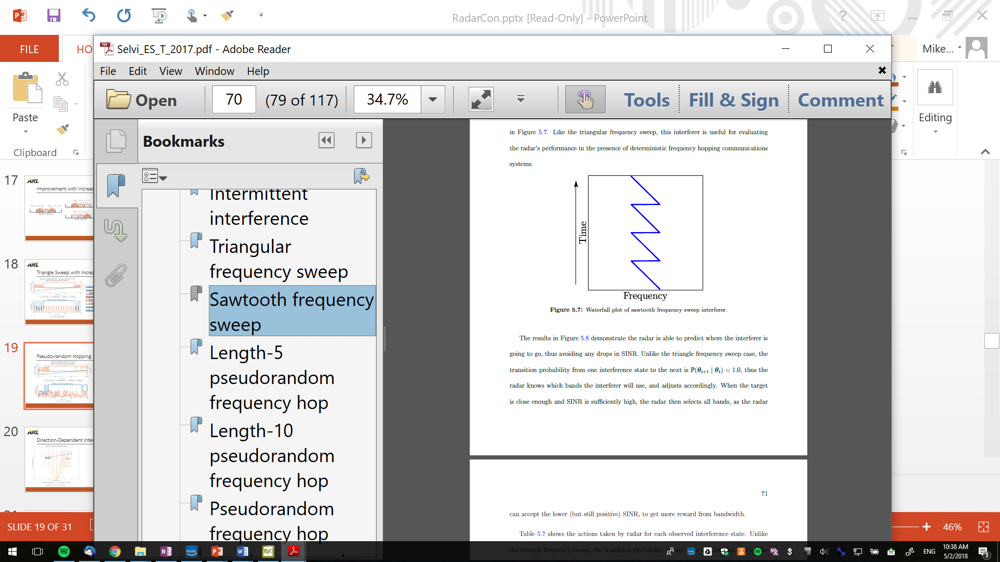 RadarCon.pptx [Read-Only] - PowerPoint
FILE
HO
Mike...
Paste
Clipboard
Editing
Selvi_ES_T_2017.pdf - Adobe Reader
File Edit View Window Help
Open
70 (79 of 117)
34.7%
Tools
Fill & Sign
Comment
Bookmarks
Intermittent
interference
Triangular
frequency sweep
Sawtooth frequency
sweep
Length-5
pseudorandom
frequency hop
Length-10
pseudorandom
frequency hop
Pseudorandom
frequency hop
17
ARL
Improvement with Increas
18
ARL
Triangle Sweep with Increa
19
Pseudo-random Hopping
20
ARL
Direction-Dependent Inte
in Figure 5.7. Like the triangular frequency sweep, this interferer is useful for evaluating
the radar's performance in the presence of deterministic frequency hopping communications
systems.
Time
Frequency
Figure 5.7: Waterfall plot of sawtooth frequency sweep interferer.
The results in Figure 5.8 demonstrate the radar is able to predict where the interferer is
going to go, thus avoiding any drops in SINR. Unlike the triangle frequency sweep case, the
transition probability from one interference state to the next is ℙ(θt+1 | θt) = 1.0, thus the
radar knows which bands the interferer will use, and adjusts accordingly. When the target
is close enough and SINR is sufficiently high, the radar then selects all bands, as the radar
71
can accept the lower (but still positive) SINR, to get more reward from bandwidth.
Table 5.7 shows the actions taken by radar for each observed interference state. Unlike
the triangle frequency sweep, the transition probability
SLIDE 19 OF 31
46%
ENG
10:38 AM
5/2/2018
3